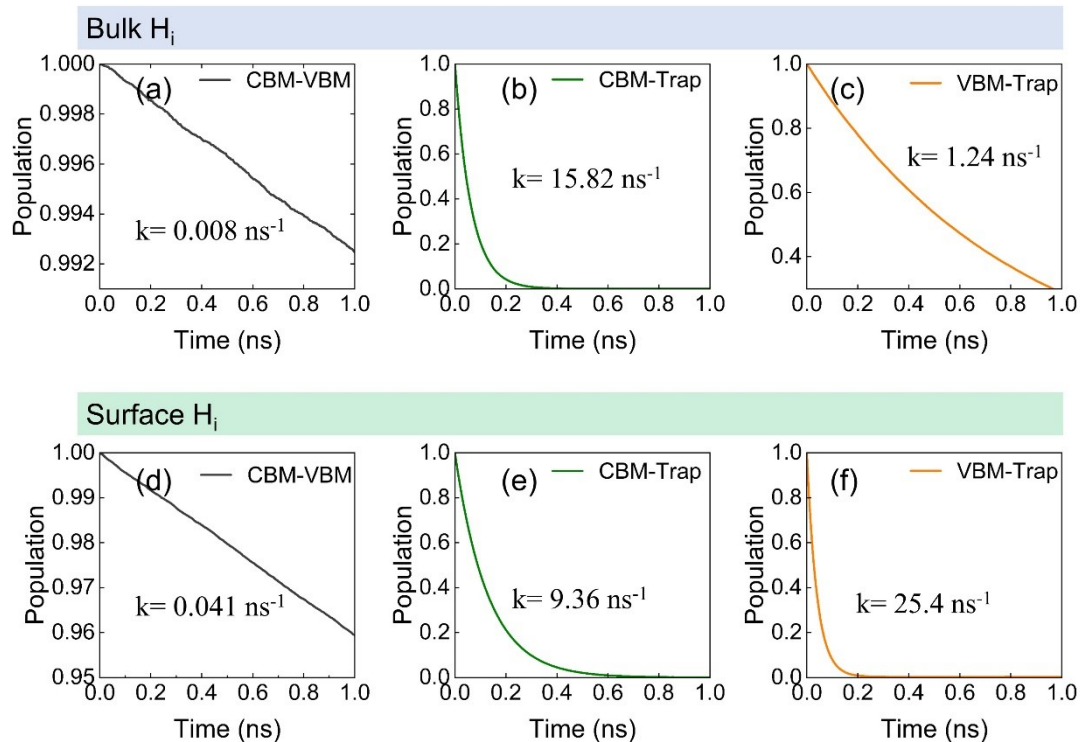 Bulk Hi
(a) CBM-VBM
1.000
0.998
0.996
0.994
0.992
Population
k= 0.008 ns-1
0.0 0.2 0.4 0.6 0.8 1.0
Time (ns)
(b) CBM-Trap
1.0
0.8
0.6
0.4
0.2
0.0
Population
k= 15.82 ns-1
0.0 0.2 0.4 0.6 0.8 1.0
Time (ns)
(c) VBM-Trap
1.0
0.8
0.6
0.4
Population
k= 1.24 ns-1
0.0 0.2 0.4 0.6 0.8 1.0
Time (ns)
Surface Hi
(d) CBM-VBM
1.00
0.99
0.98
0.97
0.96
0.95
Population
k= 0.041 ns-1
0.0 0.2 0.4 0.6 0.8 1.0
Time (ns)
(e) CBM-Trap
1.0
0.8
0.6
0.4
0.2
0.0
Population
k= 9.36 ns-1
0.0 0.2 0.4 0.6 0.8 1.0
Time (ns)
(f) VBM-Trap
1.0
0.8
0.6
0.4
0.2
0.0
Population
k= 25.4 ns-1
0.0 0.2 0.4 0.6 0.8 1.0
Time (ns)